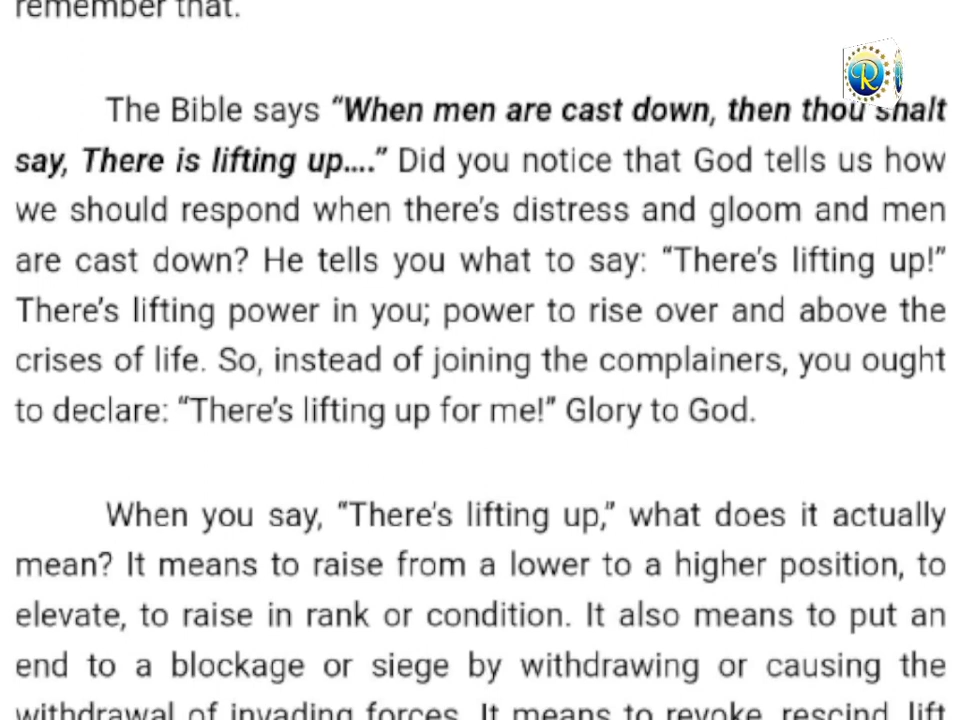 remember that.
The Bible says “When men are cast down, then thou shalt
say, There is lifting up....” Did you notice that God tells us how
we should respond when there’s distress and gloom and men
are cast down? He tells you what to say: “There’s lifting up!”
There’s lifting power in you; power to rise over and above the
crises of life. So, instead of joining the complainers, you ought
to declare: “There’s lifting up for me!” Glory to God.
When you say, “There’s lifting up,” what does it actually
mean? It means to raise from a lower to a higher position, to
elevate, to raise in rank or condition. It also means to put an
end to a blockage or siege by withdrawing or causing the
withdrawal of invading forces. It means to revoke, rescind, lift
R